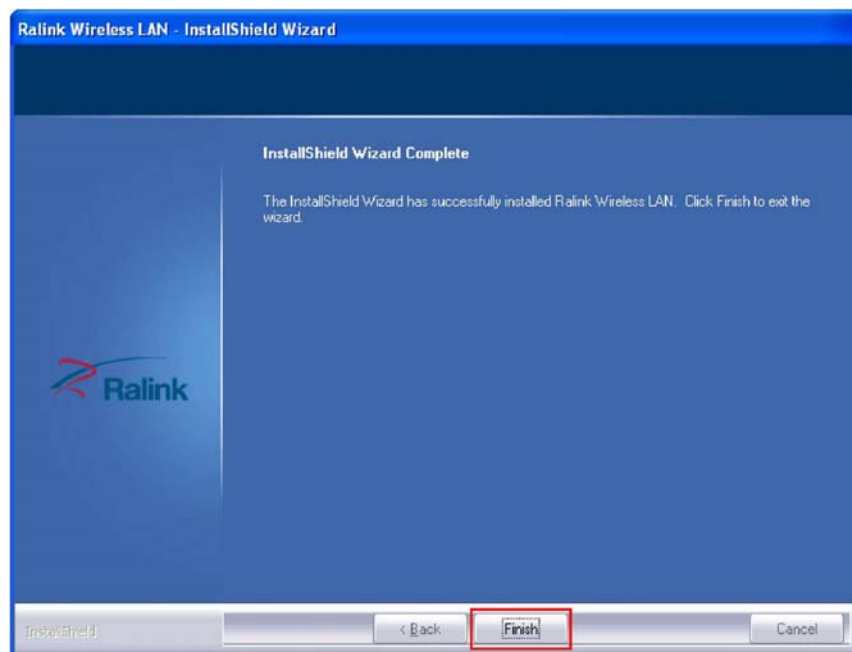 Ralink Wireless LAN - InstallShield Wizard
InstallShield Wizard Complete
The InstallShield Wizard has successfully installed Ralink Wireless LAN. Click Finish to exit the
wizard.
Ralink
InstallShield
< Back
Finish
Cancel